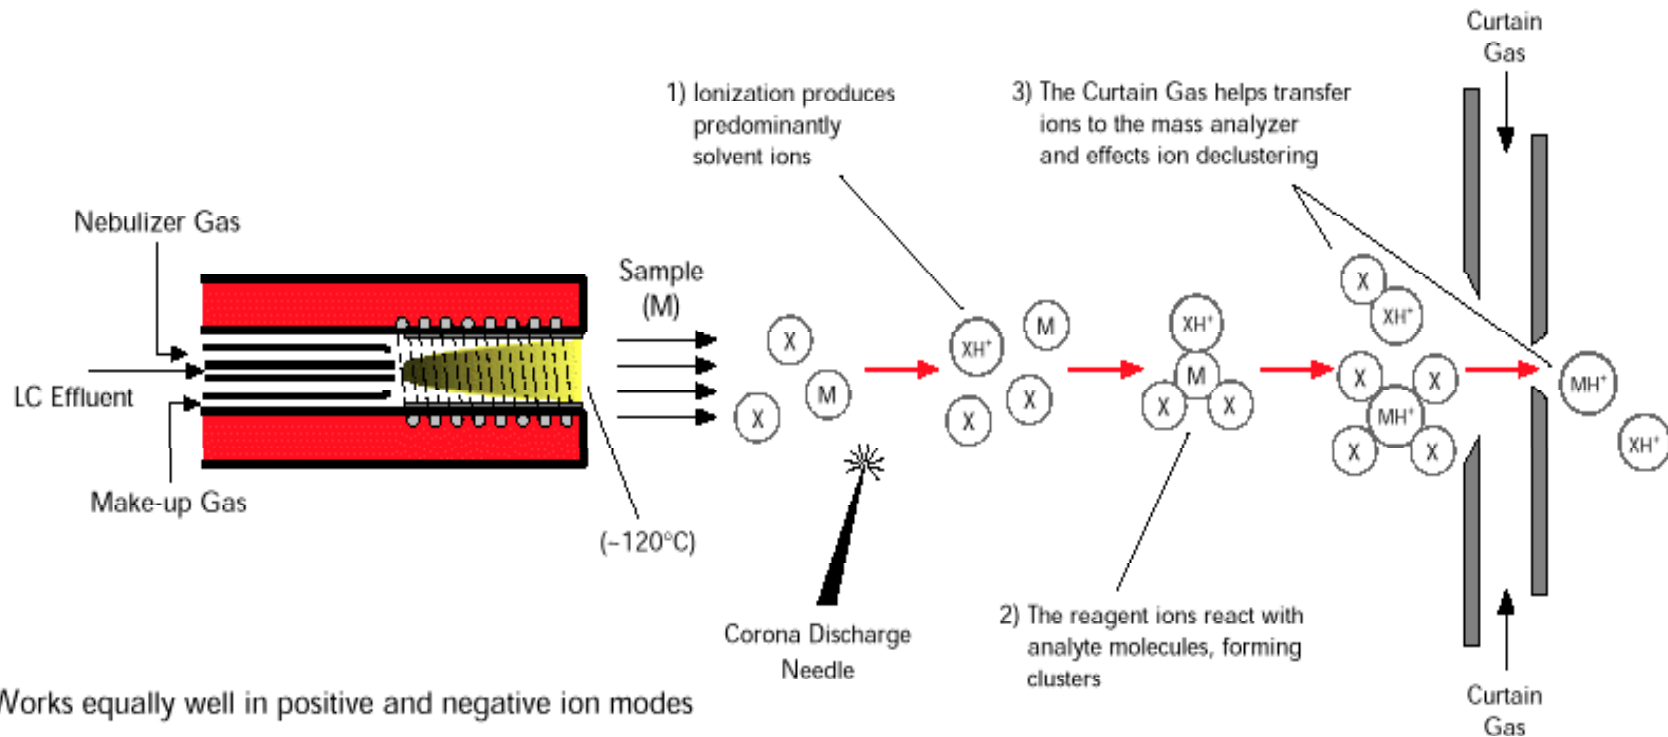 Curtain
Gas
1) Ionization produces
predominantly
solvent ions
3) The Curtain Gas helps transfer
ions to the mass analyzer
and effects ion declustering
Nebulizer Gas
Sample
(M)
LC Effluent
Make-up Gas
(~120°C)
X
M
X
XH⁺
M
X
X
XH⁺
M
X
X
X
XH⁺
X
X
MH⁺
X
X
MH⁺
XH⁺
Corona Discharge
Needle
2) The reagent ions react with
analyte molecules, forming
clusters
Works equally well in positive and negative ion modes
Curtain
Gas